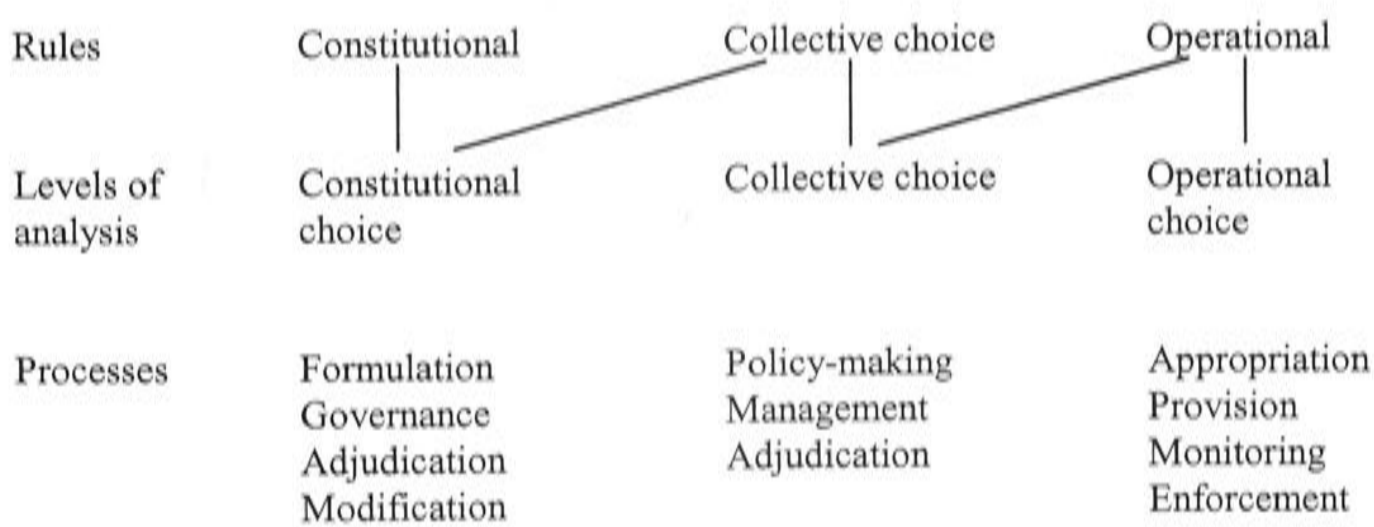 Rules Constitutional Collective choice Operational
Levels of Constitutional Collective choice Operational
analysis choice choice
Processes Formulation Policy-making Appropriation
Governance Management Provision
Adjudication Adjudication Monitoring
Modification Enforcement